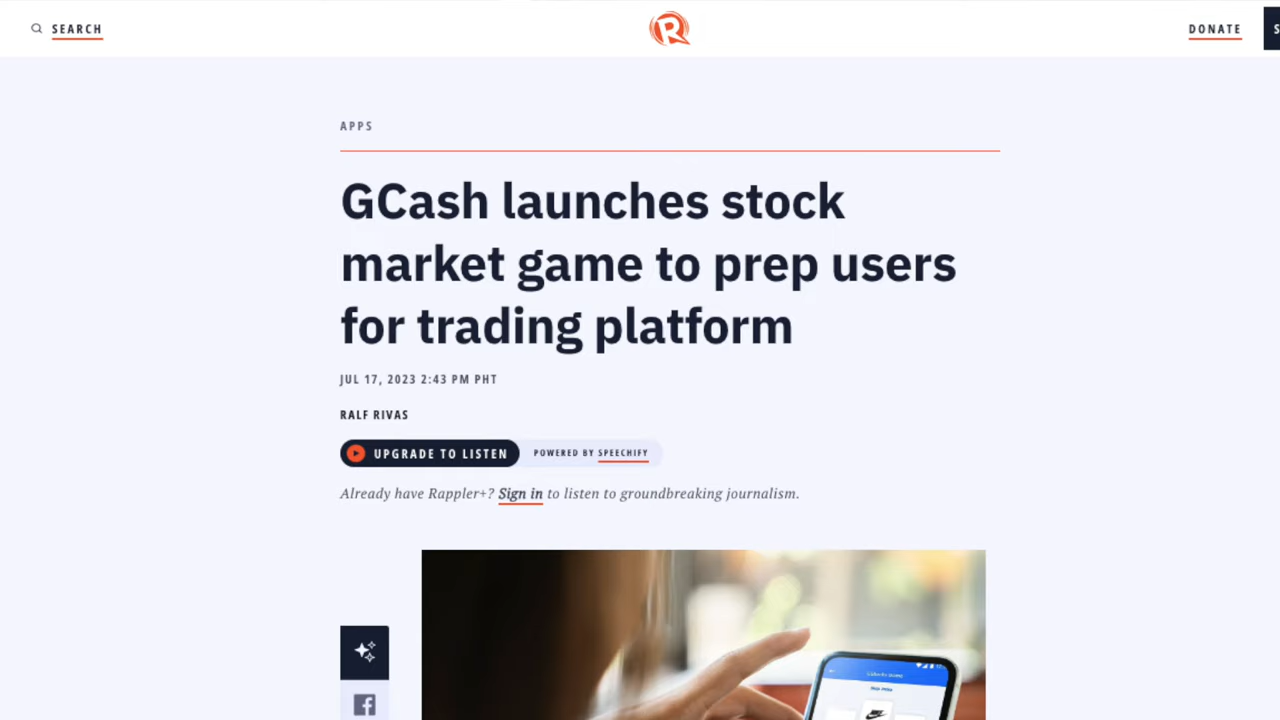 SEARCH
DONATE
S
APPS
GCash launches stock
market game to prep users
for trading platform
JUL 17, 2023 2:43 PM PHT
RALF RIVAS
UPGRADE TO LISTEN
POWERED BY SPEECHIFY
Already have Rappler+? Sign in to listen to groundbreaking journalism.